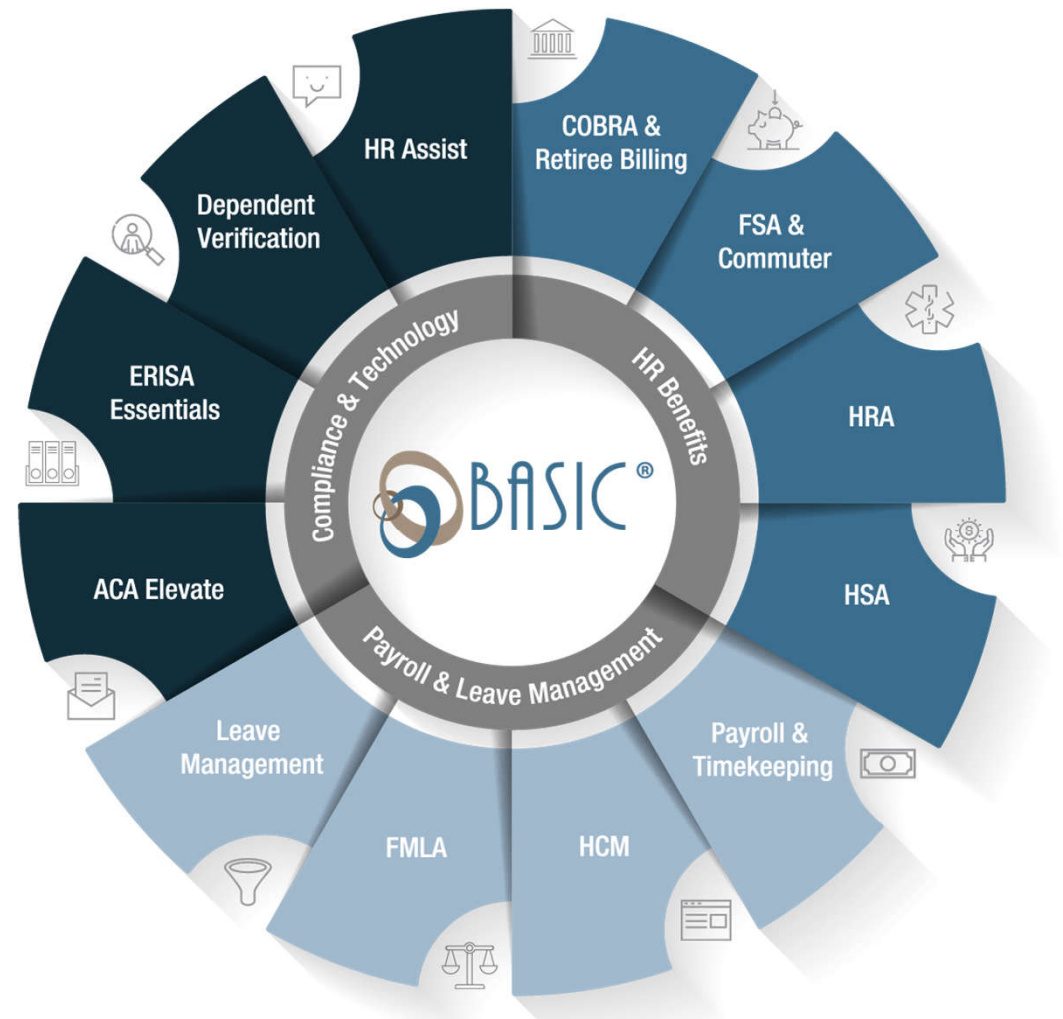 HR Assist
COBRA &
Retiree Billing
Dependent
Verification
FSA &
Commuter
ERISA
Essentials
HRA
ACA Elevate
HSA
Leave
Management
Payroll &
Timekeeping
FMLA
HCM
Compliance & Technology
HR Benefits
Payroll & Leave Management
BASIC®